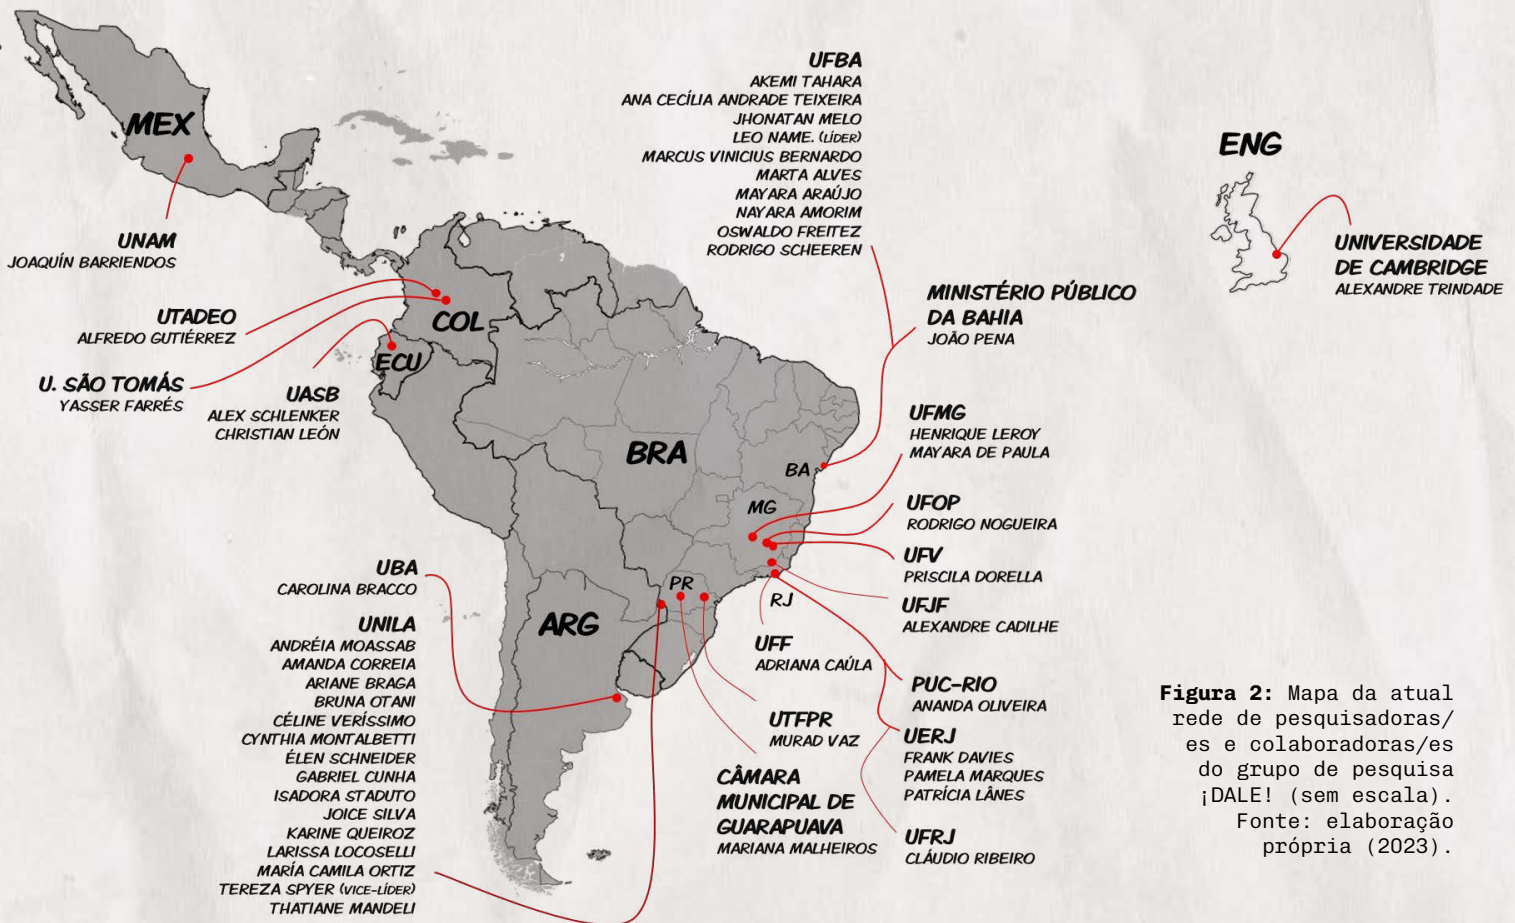 MEX
UNAM
JOAQUÍN BARRIENDOS
UTADEO
ALFREDO GUTIÉRREZ
U. SÃO TOMÁS
YASSER FARRÉS
UASB
ALEX SCHLENKER
CHRISTIAN LEÓN
COL
ECU
BRA
ARG
BA
MG
PR
RJ
UFBA
AKEMI TAHARA
ANA CECÍLIA ANDRADE TEIXEIRA
JHONATAN MELO
LEO NAME. (LÍDER)
MARCUS VINICIUS BERNARDO
MARTA ALVES
MAYARA ARAÚJO
NAYARA AMORIM
OSWALDO FREITEZ
RODRIGO SCHEEREN
MINISTÉRIO PÚBLICO
DA BAHIA
JOÃO PENA
ENG
UNIVERSIDADE
DE CAMBRIDGE
ALEXANDRE TRINDADE
UFMG
HENRIQUE LEROY
MAYARA DE PAULA
UFOP
RODRIGO NOGUEIRA
UFV
PRISCILA DORELLA
UFJF
ALEXANDRE CADILHE
UFF
ADRIANA CAÚLA
PUC-RIO
ANANDA OLIVEIRA
UERJ
FRANK DAVIES
PAMELA MARQUES
PATRÍCIA LÂNES
UFRJ
CLÁUDIO RIBEIRO
UTFPR
MURAD VAZ
CÂMARA
MUNICIPAL DE
GUARAPUAVA
MARIANA MALHEIROS
UBA
CAROLINA BRACCO
UNILA
ANDRÉIA MOASSAB
AMANDA CORREIA
ARIANE BRAGA
BRUNA OTANI
CÉLINE VERÍSSIMO
CYNTHIA MONTALBETTI
ÉLEN SCHNEIDER
GABRIEL CUNHA
ISADORA STADUTO
JOICE SILVA
KARINE QUEIROZ
LARISSA LOCOSELLI
MARÍA CAMILA ORTIZ
TEREZA SPYER (VICE-LÍDER)
THATIANE MANDELI
Figura 2: Mapa da atual
rede de pesquisadoras/
es e colaboradoras/es
do grupo de pesquisa
¡DALE! (sem escala).
Fonte: elaboração
própria (2023).